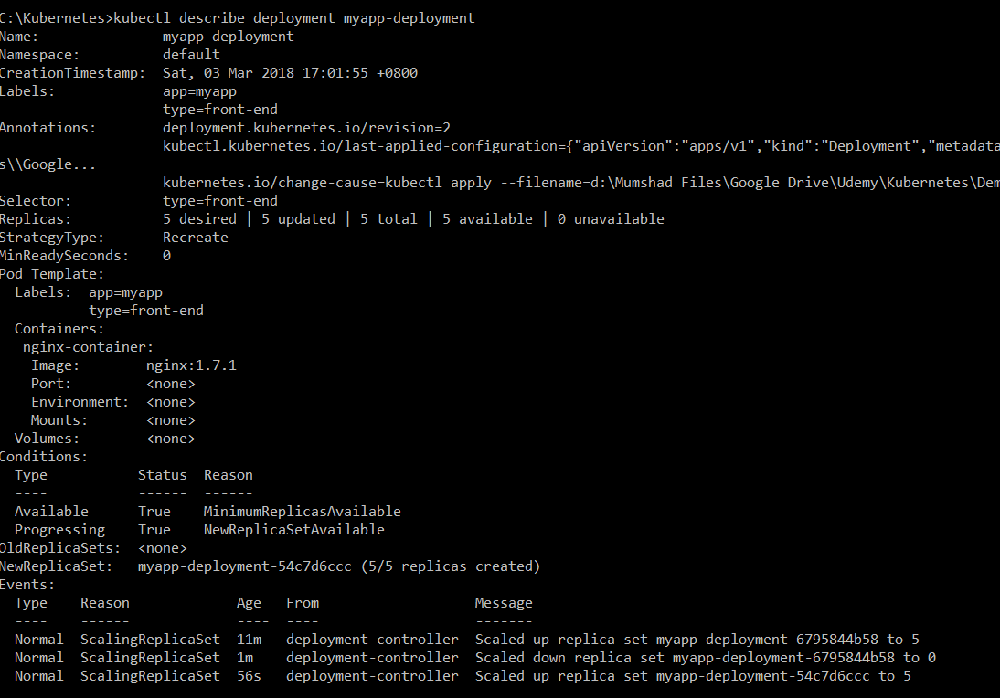 C:\Kubernetes>kubectl describe deployment myapp-deployment
Name:                   myapp-deployment
Namespace:              default
CreationTimestamp:  Sat, 03 Mar 2018 17:01:55 +0800
Labels:                 app=myapp
                        type=front-end
Annotations:            deployment.kubernetes.io/revision=2
                        kubectl.kubernetes.io/last-applied-configuration={"apiVersion":"apps/v1","kind":"Deployment","metadata
s\\Google...
                        kubernetes.io/change-cause=kubectl apply --filename=d:\Mumshad Files\Google Drive\Udemy\Kubernetes\Dem
Selector:               type=front-end
Replicas:               5 desired | 5 updated | 5 total | 5 available | 0 unavailable
StrategyType:           Recreate
MinReadySeconds:        0
Pod Template:
  Labels:  app=myapp
           type=front-end
  Containers:
   nginx-container:
    Image:        nginx:1.7.1
    Port:         <none>
    Environment:  <none>
    Mounts:       <none>
  Volumes:        <none>
Conditions:
  Type           Status  Reason
  ----           ------  ------
  Available      True    MinimumReplicasAvailable
  Progressing    True    NewReplicaSetAvailable
OldReplicaSets:  <none>
NewReplicaSet:   myapp-deployment-54c7d6ccc (5/5 replicas created)
Events:
  Type    Reason             Age   From                   Message
  ----    ------             ----  ----                   -------
  Normal  ScalingReplicaSet  11m   deployment-controller  Scaled up replica set myapp-deployment-6795844b58 to 5
  Normal  ScalingReplicaSet  1m    deployment-controller  Scaled down replica set myapp-deployment-6795844b58 to 0
  Normal  ScalingReplicaSet  56s   deployment-controller  Scaled up replica set myapp-deployment-54c7d6ccc to 5